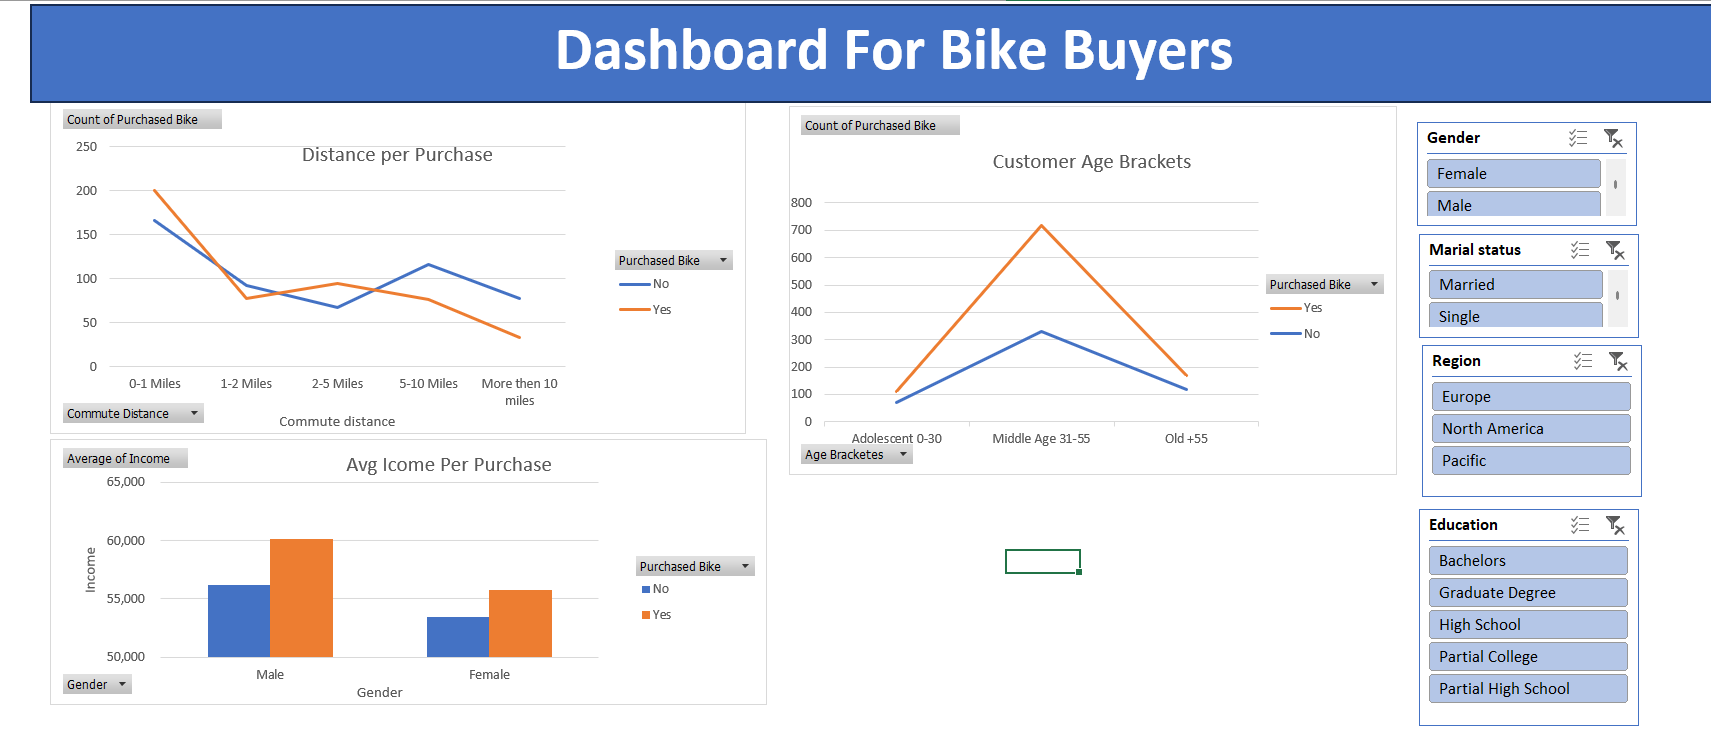 Dashboard For Bike Buyers
Count of Purchased Bike
Distance per Purchase
250
200
150
100
50
0
0-1 Miles
1-2 Miles
2-5 Miles
5-10 Miles
More then 10
miles
Commute Distance
Commute distance
Purchased Bike
No
Yes
Count of Purchased Bike
Customer Age Brackets
800
700
600
500
400
300
200
100
0
Adolescent 0-30
Middle Age 31-55
Old +55
Age Bracketes
Purchased Bike
Yes
No
Average of Income
Avg Icome Per Purchase
65,000
60,000
55,000
50,000
Income
Male
Female
Gender
Gender
Purchased Bike
No
Yes
Gender
Female
Male
Marial status
Married
Single
Region
Europe
North America
Pacific
Education
Bachelors
Graduate Degree
High School
Partial College
Partial High School